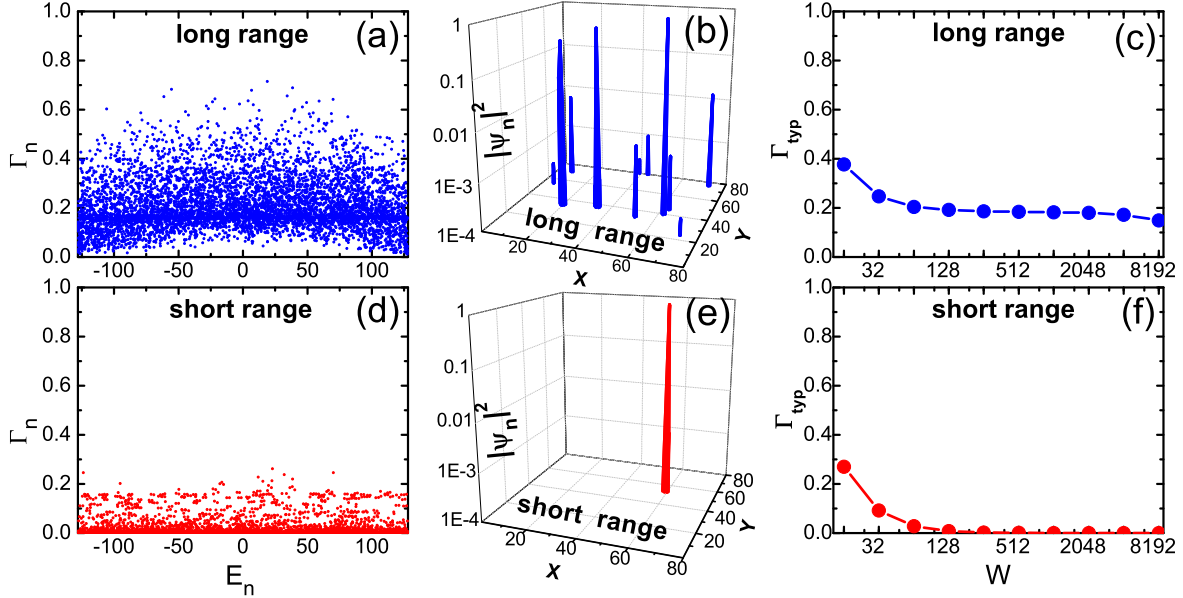 long range
(a)
1.0
0.8
0.6
0.4
0.2
0.0
Γn
-100
-50
0
50
100
(b)
1
0.1
0.01
1E-3
1E-4
|ψn|²
long range
20
40
60
80
X
20
40
60
80
Y
long range
(c)
1.0
0.8
0.6
0.4
0.2
0.0
Γtyp
32
128
512
2048
8192
short range
(d)
1.0
0.8
0.6
0.4
0.2
0.0
Γn
-100
-50
0
50
100
En
(e)
1
0.1
0.01
1E-3
1E-4
|ψn|²
short range
20
40
60
80
X
20
40
60
80
Y
short range
(f)
1.0
0.8
0.6
0.4
0.2
0.0
Γtyp
32
128
512
2048
8192
W